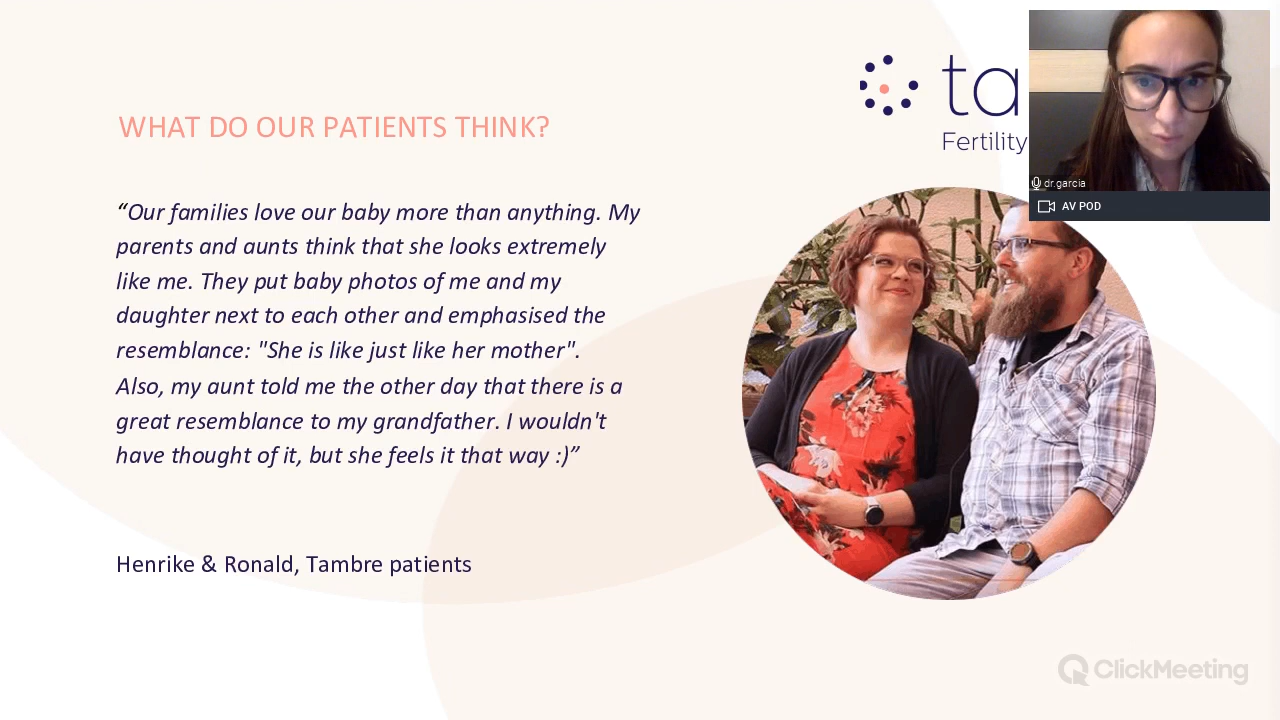 ta
Fertility
WHAT DO OUR PATIENTS THINK?
“Our families love our baby more than anything. My
parents and aunts think that she looks extremely
like me. They put baby photos of me and my
daughter next to each other and emphasised the
resemblance: "She is like just like her mother".
Also, my aunt told me the other day that there is a
great resemblance to my grandfather. I wouldn't
have thought of it, but she feels it that way :)”
Henrike & Ronald, Tambre patients
dr.garcia
AV POD
ClickMeeting